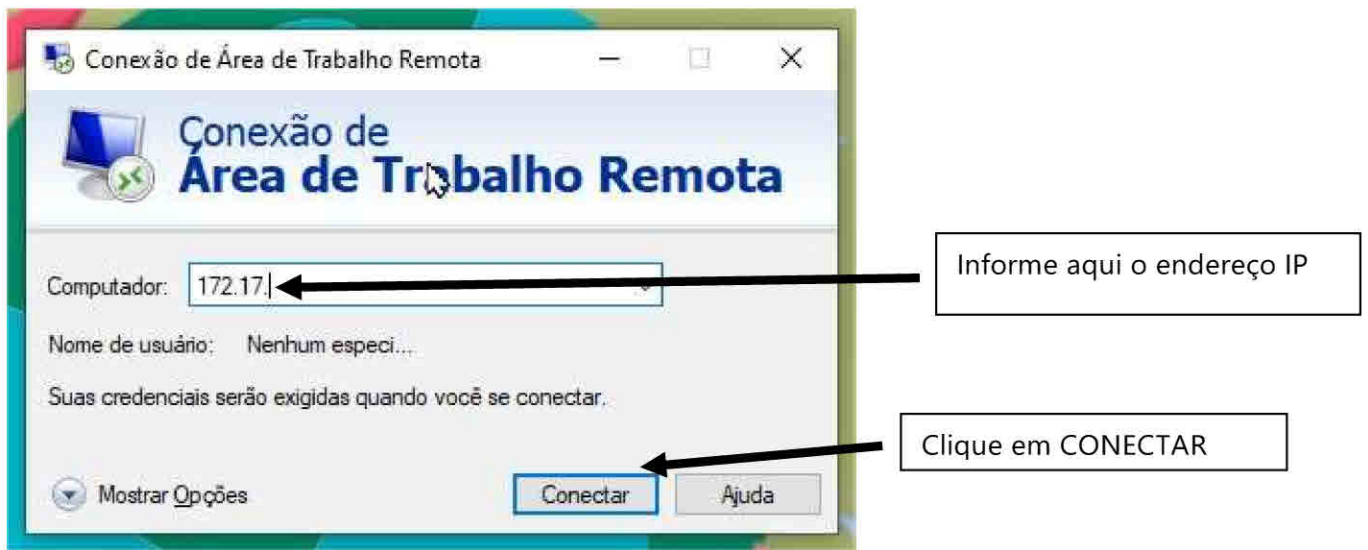 Conexão de Área de Trabalho Remota
Conexão de
Área de Trabalho Remota
Computador: 172.17.
Informe aqui o endereço IP
Nome de usuário: Nenhum especi...
Suas credenciais serão exigidas quando você se conectar.
Clique em CONECTAR
Mostrar Opções Conectar Ajuda